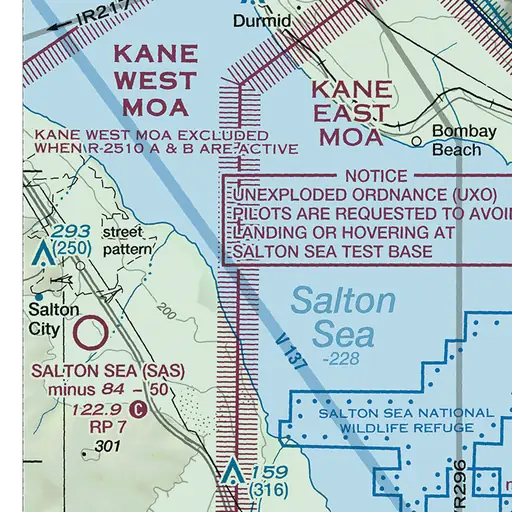 IR217
Durmid
KANE
WEST
MOA
KANE
EAST
MOA
Bombay
Beach
KANE WEST MOA EXCLUDED
WHEN R-2510 A & B ARE ACTIVE
NOTICE
UNEXPLODED ORDNANCE (UXO)
PILOTS ARE REQUESTED TO AVOID
LANDING OR HOVERING AT
SALTON SEA TEST BASE
293
(250)
street
pattern
200
Salton
City
Salton
Sea
-228
V 137
SALTON SEA (SAS)
minus 84 – 50
122.9 C
RP 7
301
SALTON SEA NATIONAL
WILDLIFE REFUGE
159
(316)
IR296